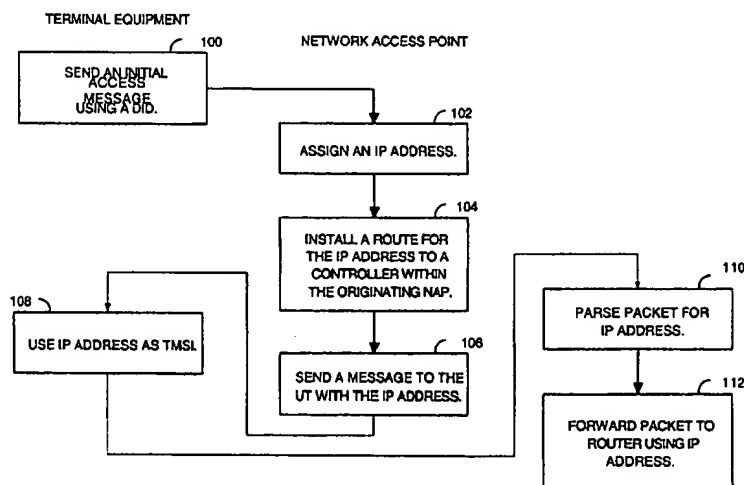 TERMINAL EQUIPMENT
NETWORK ACCESS POINT
100
SEND AN INITIAL
ACCESS
MESSAGE
USING A DID.
102
ASSIGN AN IP ADDRESS.
104
INSTALL A ROUTE FOR
THE IP ADDRESS TO A
CONTROLLER WITHIN
THE ORIGINATING NAP.
106
SEND A MESSAGE TO THE
UT WITH THE IP ADDRESS.
108
USE IP ADDRESS AS TMSI.
110
PARSE PACKET FOR
IP ADDRESS.
112
FORWARD PACKET TO
ROUTER USING IP
ADDRESS.